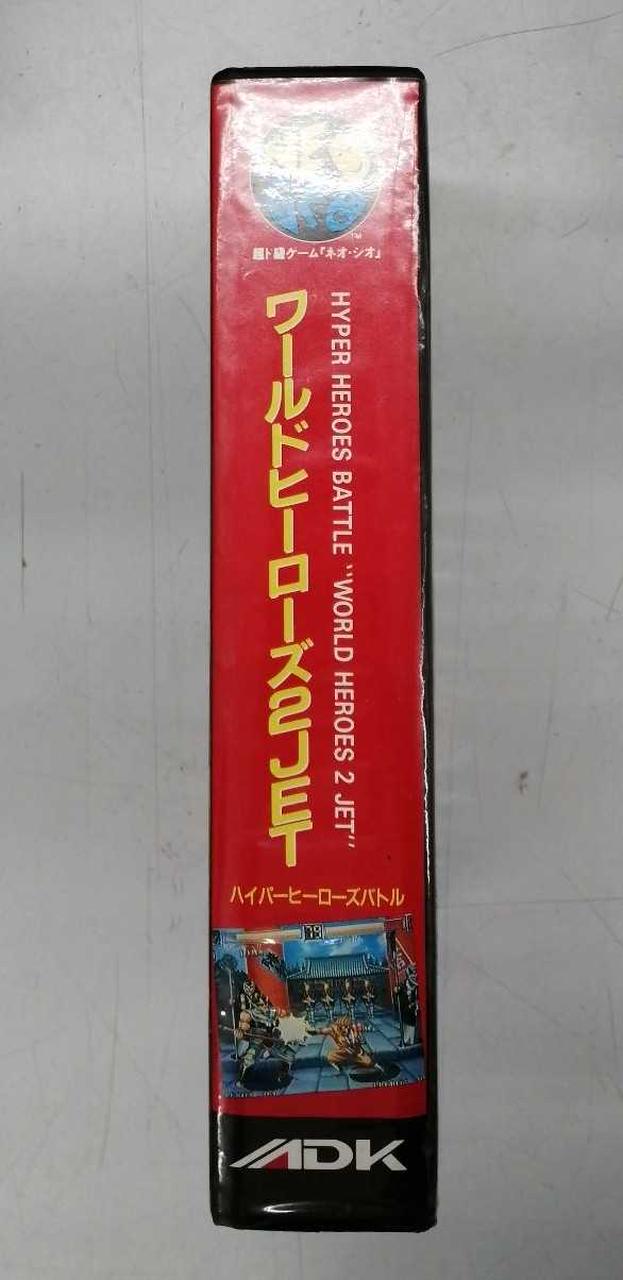 TM
超ド級ゲーム「ネオ・ジオ」
HYPER HEROES BATTLE "WORLD HEROES 2 JET"
ワールドヒーローズ2JET
ハイパーヒーローズバトル
ADK